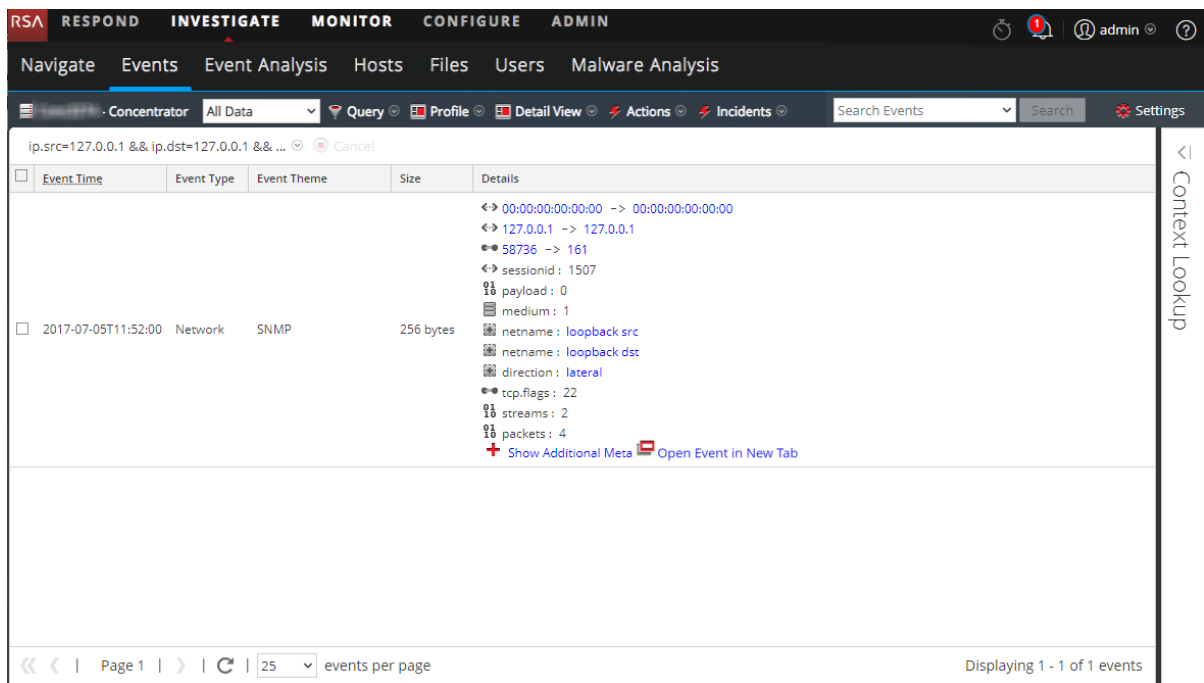 RSA RESPOND INVESTIGATE MONITOR CONFIGURE ADMIN 1 admin ?
Navigate Events Event Analysis Hosts Files Users Malware Analysis
- Concentrator All Data Query Profile Detail View Actions Incidents Search Events Search Settings
ip.src=127.0.0.1 && ip.dst=127.0.0.1 && ... Cancel
Context Lookup
Event Time Event Type Event Theme Size Details
00:00:00:00:00:00 -> 00:00:00:00:00:00
127.0.0.1 -> 127.0.0.1
58736 -> 161
sessionid : 1507
payload : 0
medium : 1
2017-07-05T11:52:00 Network SNMP 256 bytes netname : loopback src
netname : loopback dst
direction : lateral
tcp.flags : 22
streams : 2
packets : 4
Show Additional Meta Open Event in New Tab
Page 1 | 25 events per page Displaying 1 - 1 of 1 events